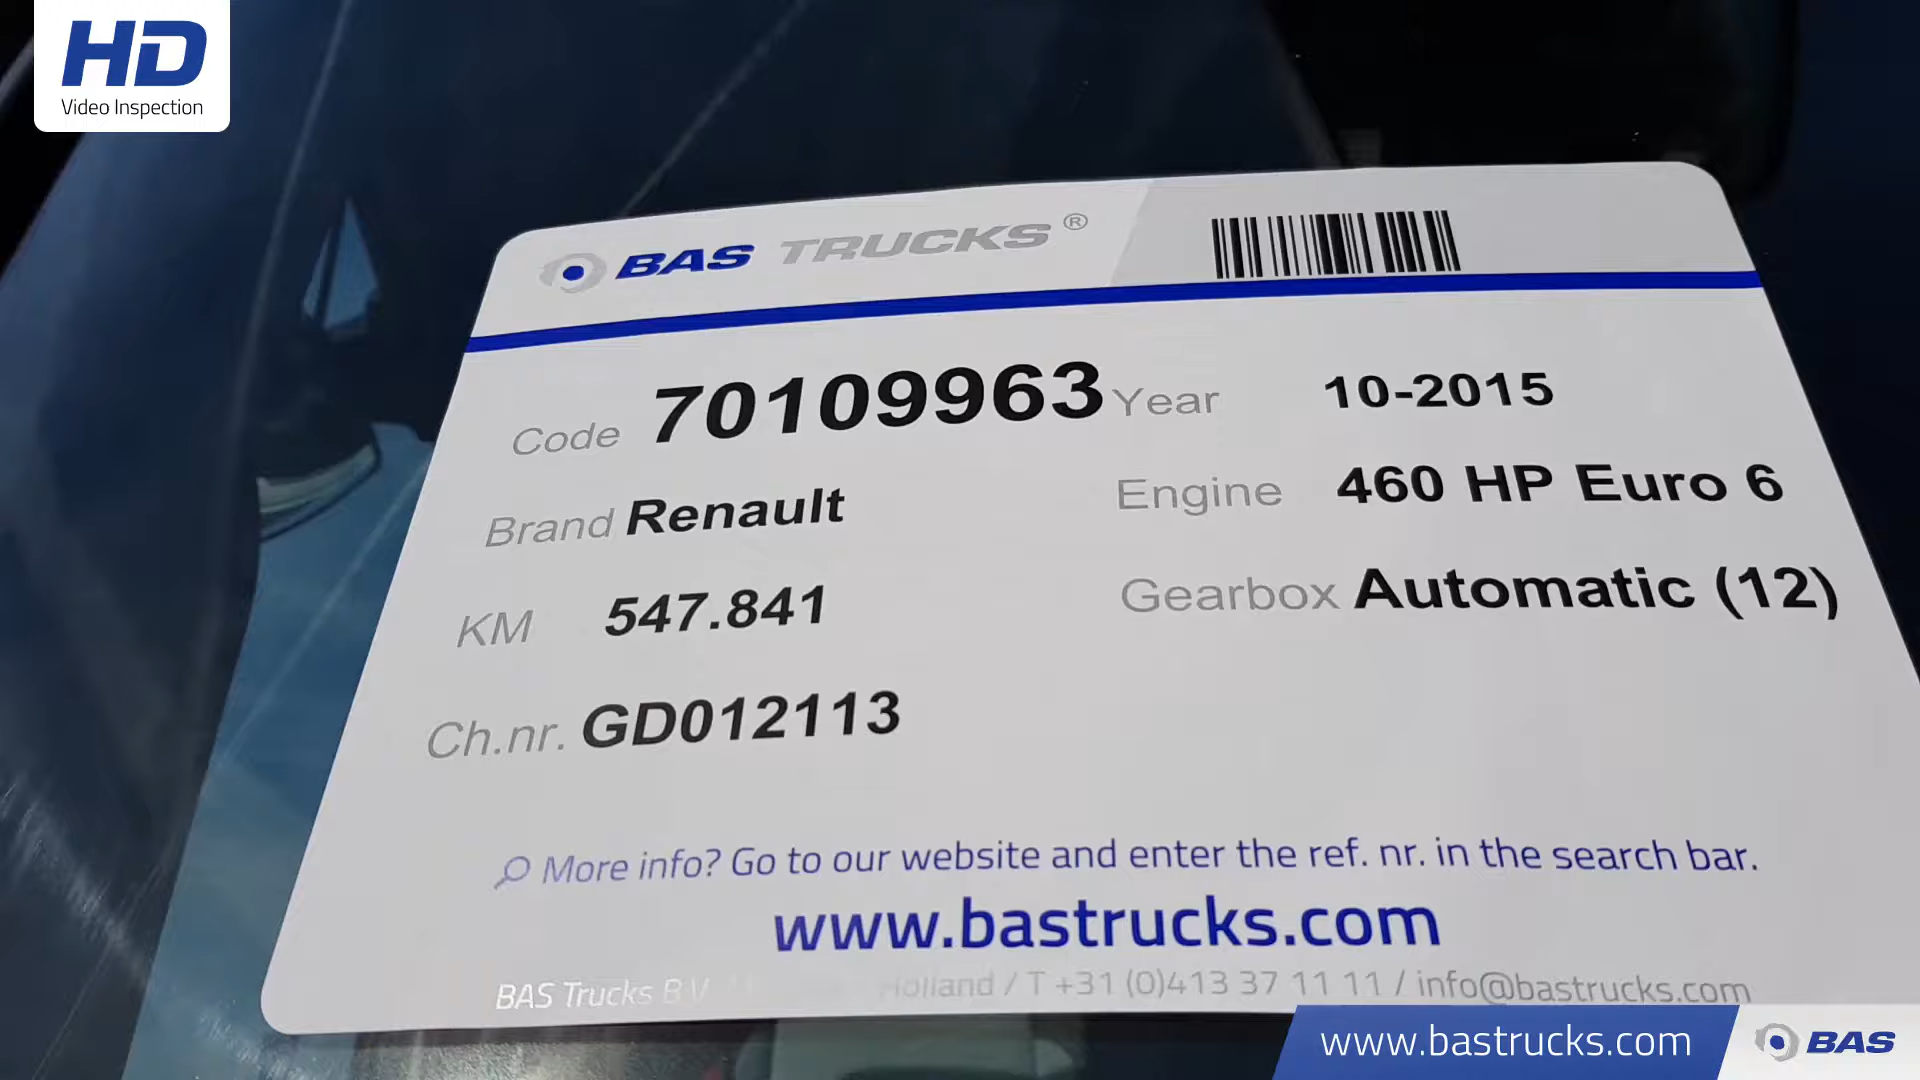 HD
Video Inspection
BAS TRUCKS®
Code 70109963 Year 10-2015
Brand Renault Engine 460 HP Euro 6
KM 547.841 Gearbox Automatic (12)
Ch.nr. GD012113
More info? Go to our website and enter the ref. nr. in the search bar.
www.bastrucks.com
BAS Trucks B.V. Holland / T +31 (0)413 37 11 11 / info@bastrucks.com
www.bastrucks.com BAS